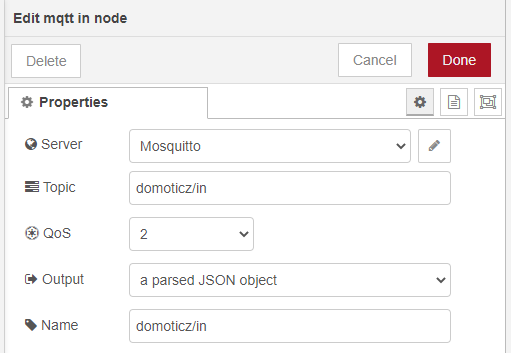 Edit mqtt in node
Delete
Cancel
Done
Properties
Server
Mosquitto
Topic
domoticz/in
QoS
2
Output
a parsed JSON object
Name
domoticz/in